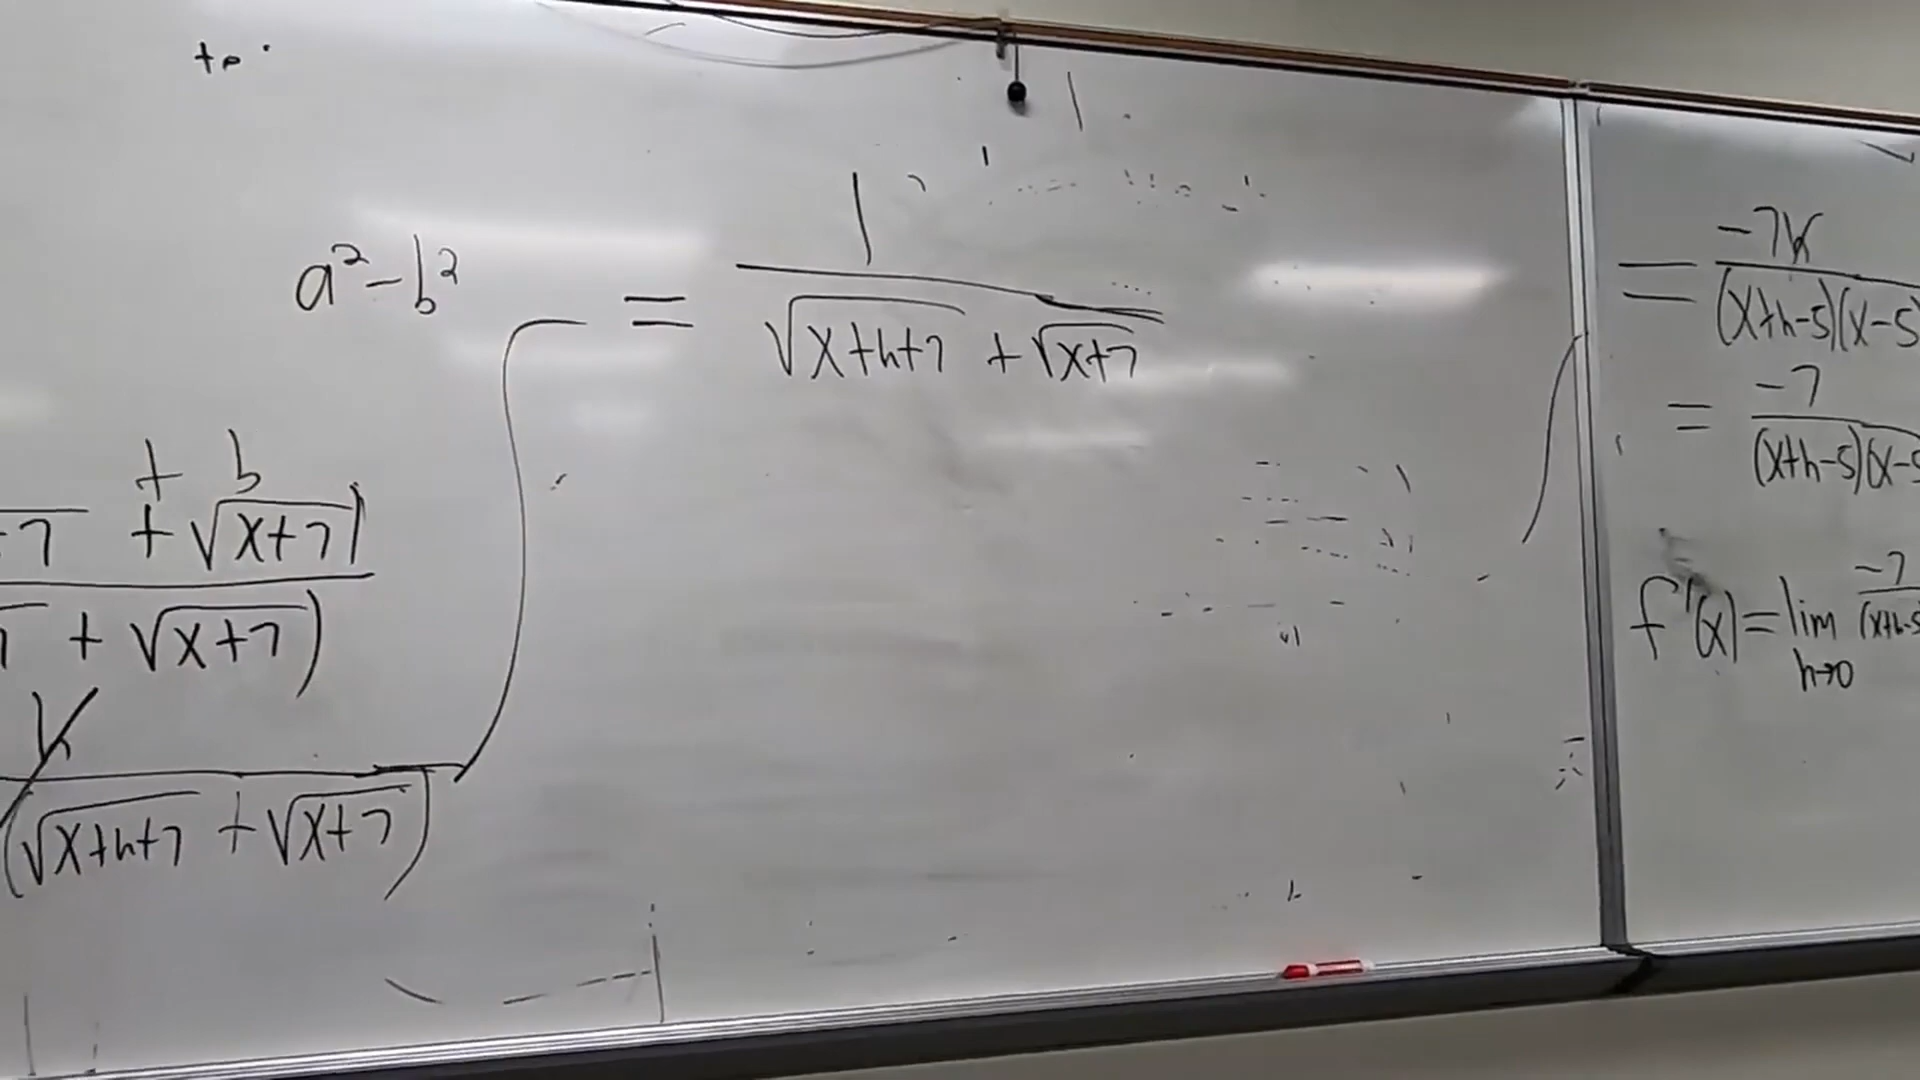 a² - b²
+ b
7 + √(x+7)
+ √(x+7))
h
(√(x+h+7) + √(x+7))
= 1 / (√(x+h+7) + √(x+7))
= -7h / (x+h-5)(x-5)
= -7 / (x+h-5)(x-5
f'(x) = lim h→0 -7 / (x+h-5